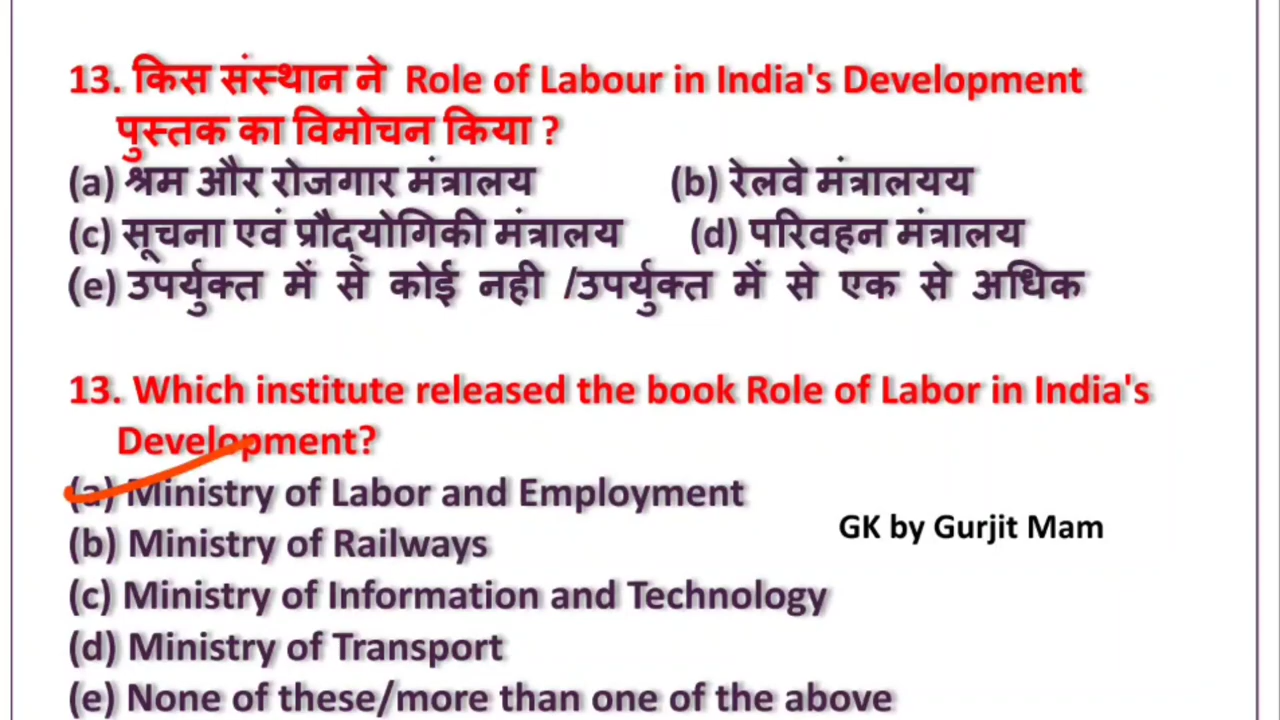 13. किस संस्थान ने Role of Labour in India's Development
पुस्तक का विमोचन किया ?
(a) श्रम और रोजगार मंत्रालय (b) रेलवे मंत्रालयय
(c) सूचना एवं प्रौद्योगिकी मंत्रालय (d) परिवहन मंत्रालय
(e) उपर्युक्त में से कोई नही /उपर्युक्त में से एक से अधिक
13. Which institute released the book Role of Labor in India's
Development?
(a) Ministry of Labor and Employment
GK by Gurjit Mam
(b) Ministry of Railways
(c) Ministry of Information and Technology
(d) Ministry of Transport
(e) None of these/more than one of the above